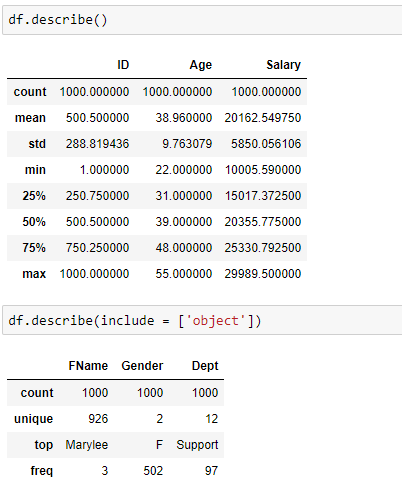 df.describe()
ID Age Salary
count 1000.000000 1000.000000 1000.000000
mean 500.500000 38.960000 20162.549750
std 288.819436 9.763079 5850.056106
min 1.000000 22.000000 10005.590000
25% 250.750000 31.000000 15017.372500
50% 500.500000 39.000000 20355.775000
75% 750.250000 48.000000 25330.792500
max 1000.000000 55.000000 29989.500000
df.describe(include = ['object'])
FName Gender Dept
count 1000 1000 1000
unique 926 2 12
top Marylee F Support
freq 3 502 97